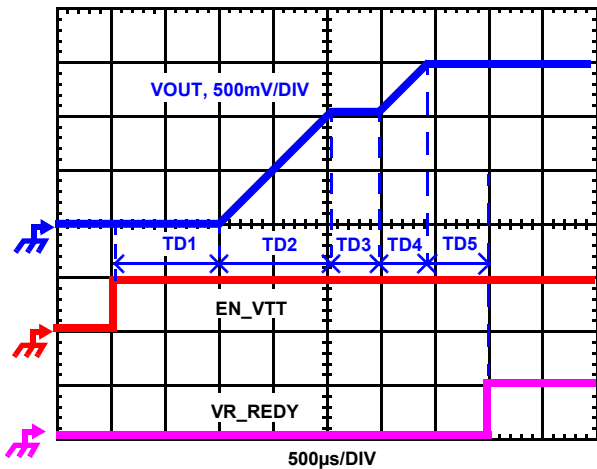 VOUT, 500mV/DIV
TD1
TD2
TD3
TD4
TD5
EN_VTT
VR_REDY
500µs/DIV